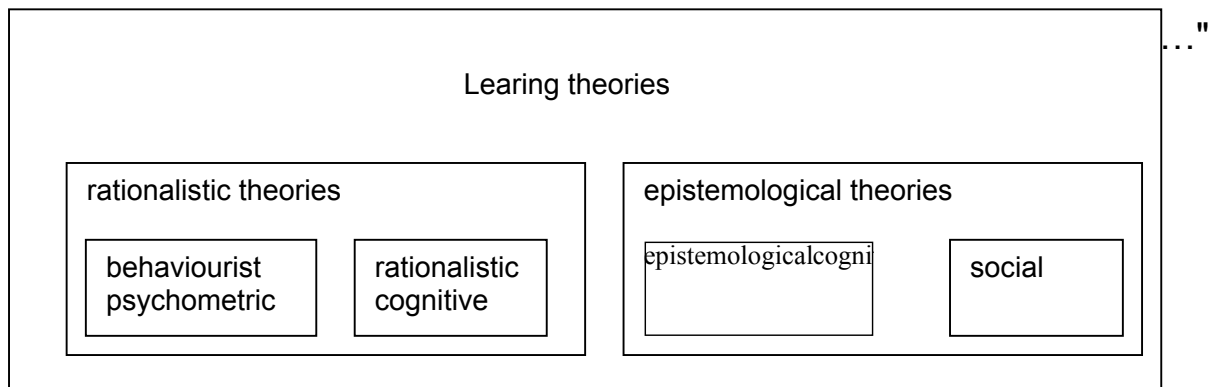 ..."
Learing theories
rationalistic theories
epistemological theories
behaviourist
psychometric
rationalistic
cognitive
epistemologicalcogni
social